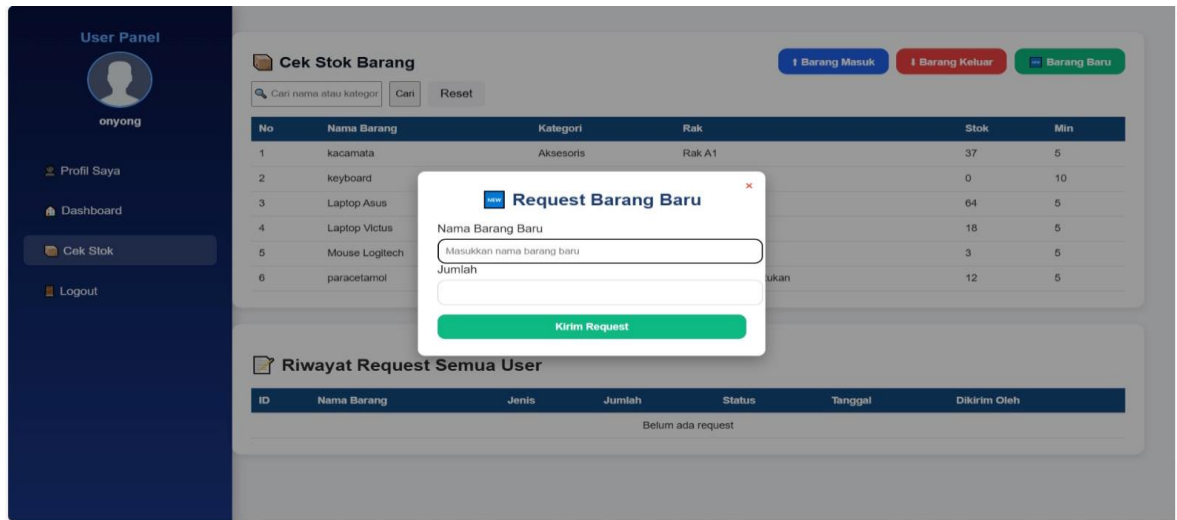 User Panel
onyong
Profil Saya
Dashboard
Cek Stok
Logout
Cek Stok Barang
Barang Masuk
Barang Keluar
Barang Baru
Cari nama atau kategor
Cari
Reset
No Nama Barang Kategori Rak Stok Min
1 kacamata Aksesoris Rak A1 37 5
2 keyboard 0 10
3 Laptop Asus 64 5
4 Laptop Victus 18 5
5 Mouse Logitech 3 5
6 paracetamol tukan 12 5
×
NEW Request Barang Baru
Nama Barang Baru
Masukkan nama barang baru
Jumlah
Kirim Request
Riwayat Request Semua User
ID Nama Barang Jenis Jumlah Status Tanggal Dikirim Oleh
Belum ada request